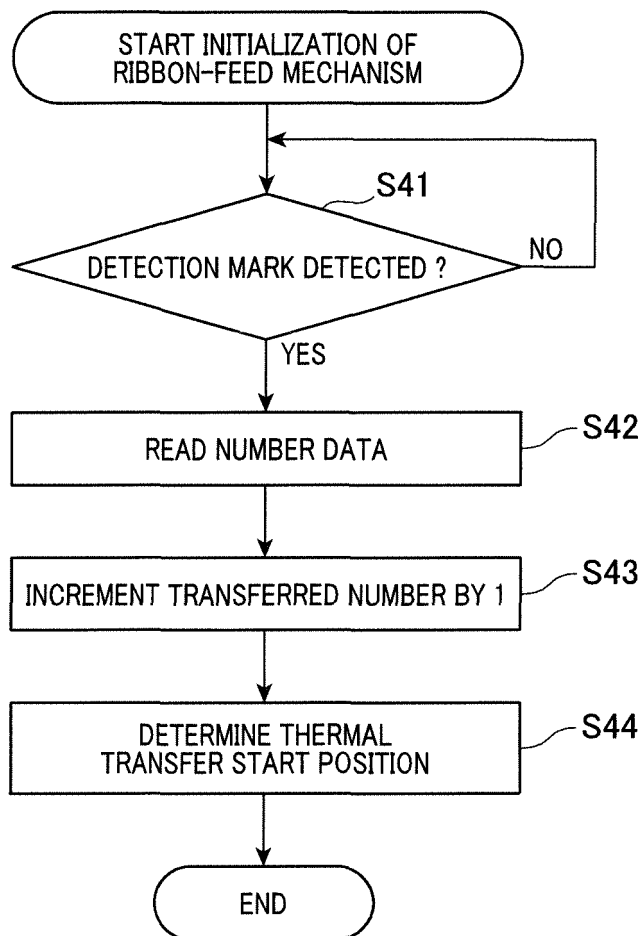 START INITIALIZATION OF
RIBBON-FEED MECHANISM
S41
DETECTION MARK DETECTED ?
NO
YES
READ NUMBER DATA
S42
INCREMENT TRANSFERRED NUMBER BY 1
S43
DETERMINE THERMAL
TRANSFER START POSITION
S44
END